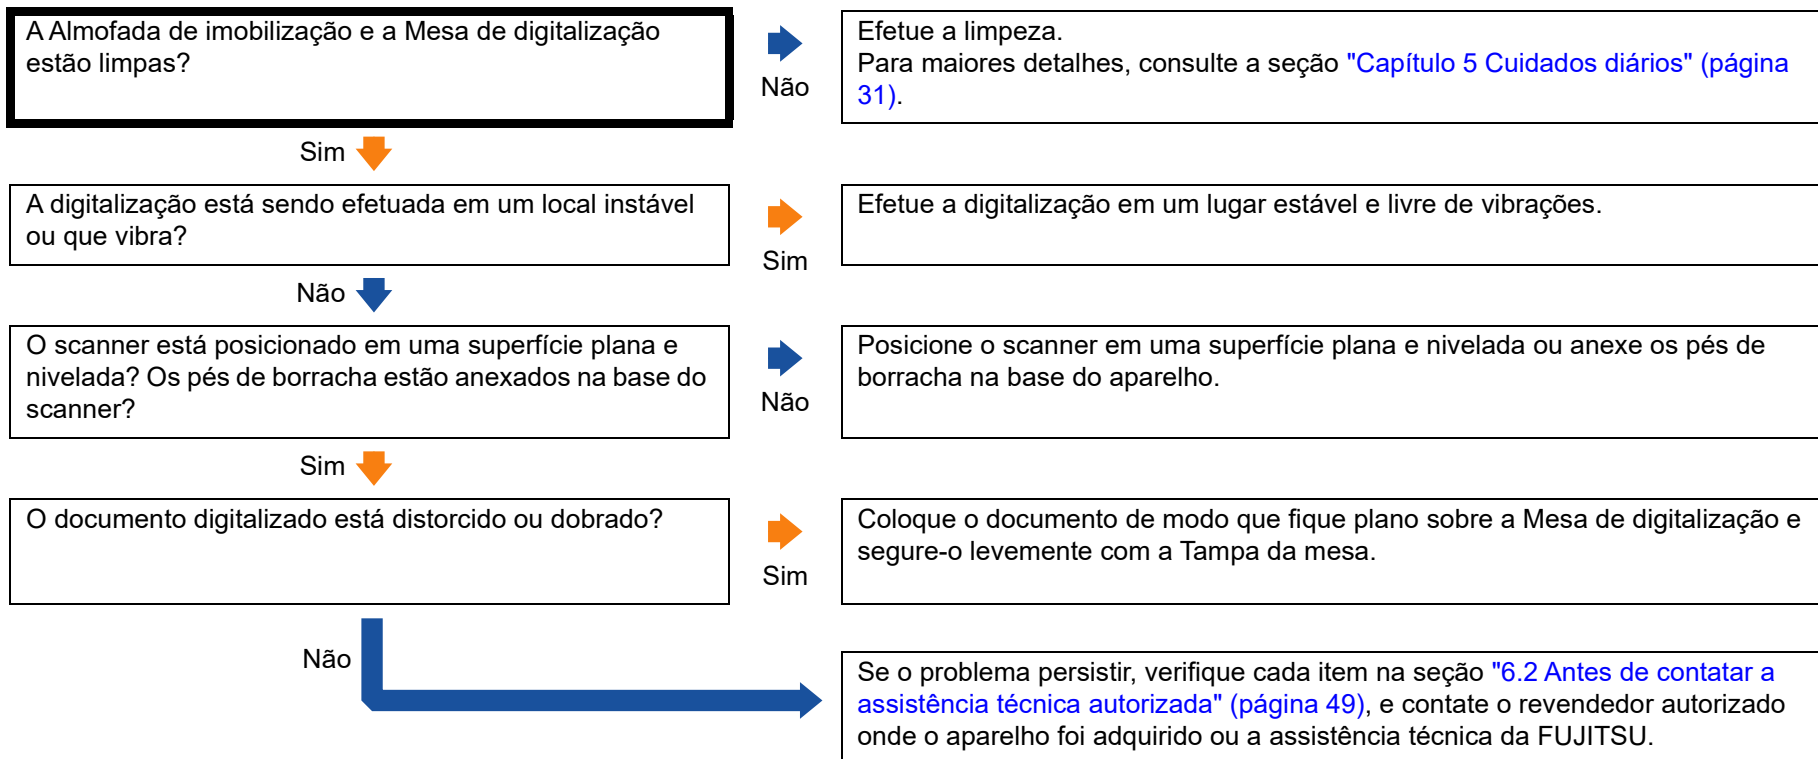 A Almofada de imobilização e a Mesa de digitalização
estão limpas?
Não
Efetue a limpeza.
Para maiores detalhes, consulte a seção "Capítulo 5 Cuidados diários" (página
31).
Sim
A digitalização está sendo efetuada em um local instável
ou que vibra?
Sim
Efetue a digitalização em um lugar estável e livre de vibrações.
Não
O scanner está posicionado em uma superfície plana e
nivelada? Os pés de borracha estão anexados na base do
scanner?
Não
Posicione o scanner em uma superfície plana e nivelada ou anexe os pés de
borracha na base do aparelho.
Sim
O documento digitalizado está distorcido ou dobrado?
Sim
Coloque o documento de modo que fique plano sobre a Mesa de digitalização e
segure-o levemente com a Tampa da mesa.
Não
Se o problema persistir, verifique cada item na seção "6.2 Antes de contatar a
assistência técnica autorizada" (página 49), e contate o revendedor autorizado
onde o aparelho foi adquirido ou a assistência técnica da FUJITSU.